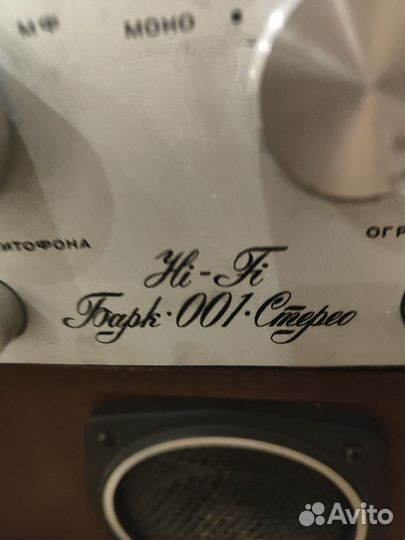 МФ МОНО
ИТОФОНА
ОГР
Hi-Fi
Барк·001·Стерео
Avito